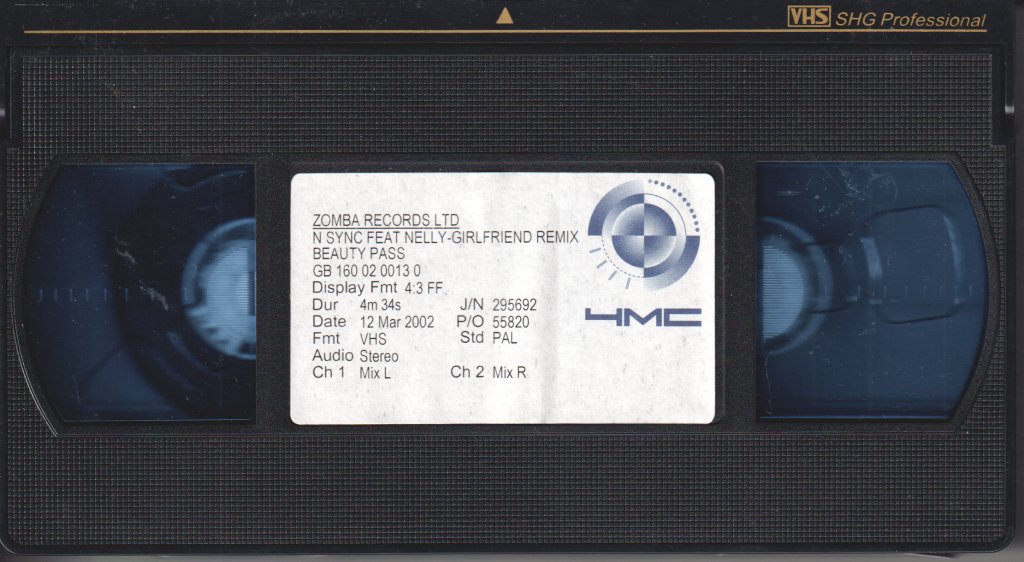 VHS SHG Professional
ZOMBA RECORDS LTD
N SYNC FEAT NELLY-GIRLFRIEND REMIX
BEAUTY PASS
GB 160 02 0013 0
Display Fmt 4:3 FF
Dur 4m 34s J/N 295692
Date 12 Mar 2002 P/O 55820
Fmt VHS Std PAL
Audio Stereo
Ch 1 Mix L Ch 2 Mix R
4MC